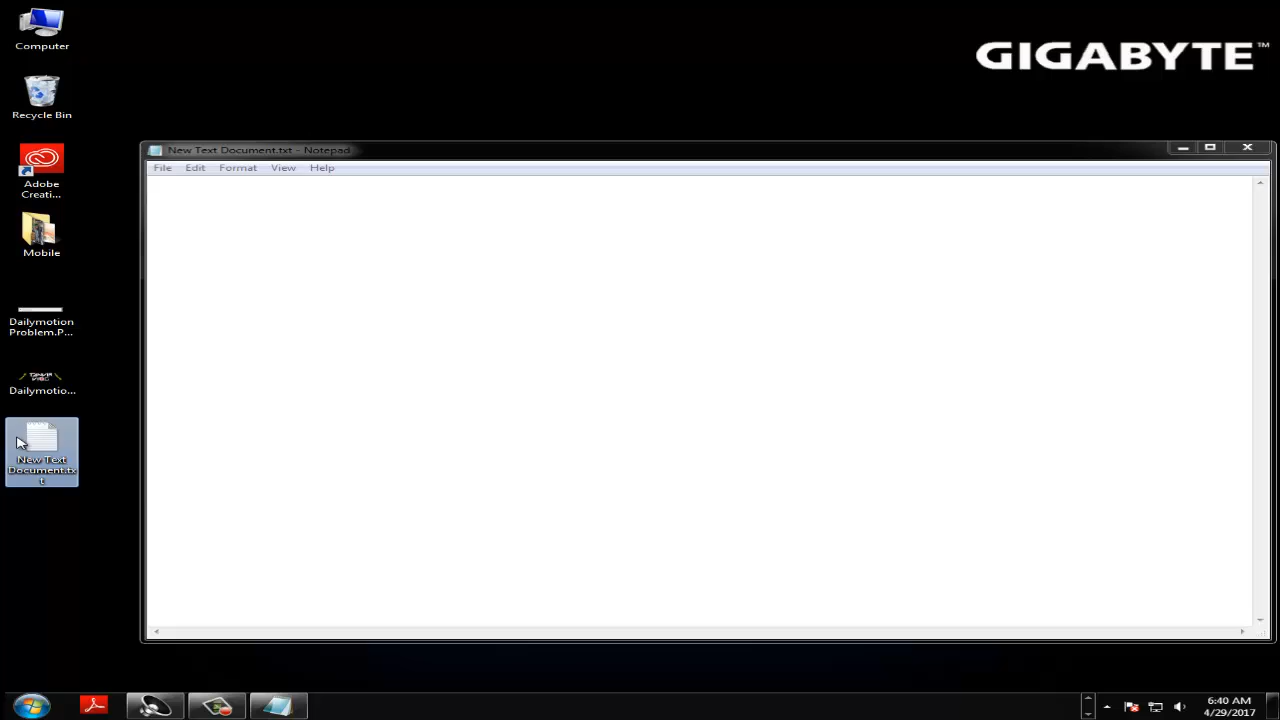 Computer
GIGABYTE™
Recycle Bin
New Text Document.txt - Notepad
File Edit Format View Help
Adobe
Creati...
Mobile
Dailymotion
Problem.P...
Dailymotio...
New Text
Document.tx
t
6:40 AM
4/29/2017